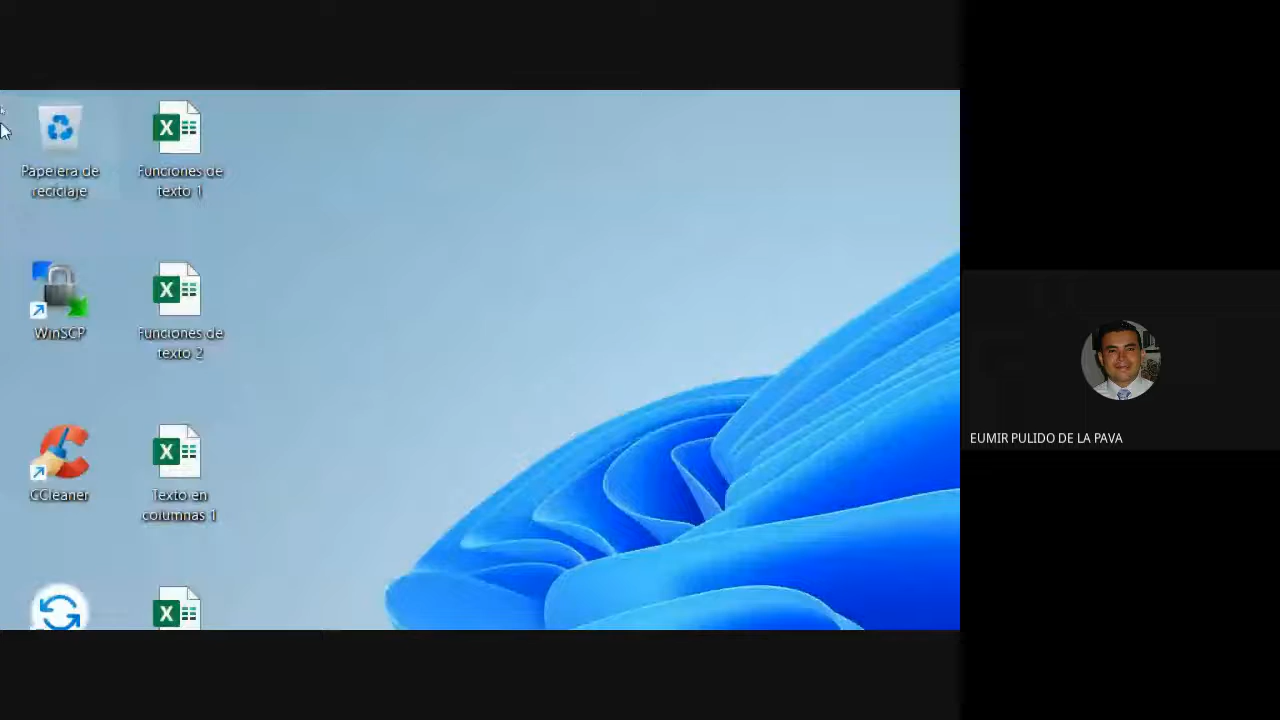 Papelera de
reciclaje
Funciones de
texto 1
WinSCP
Funciones de
texto 2
CCleaner
Texto en
columnas 1
EUMIR PULIDO DE LA PAVA